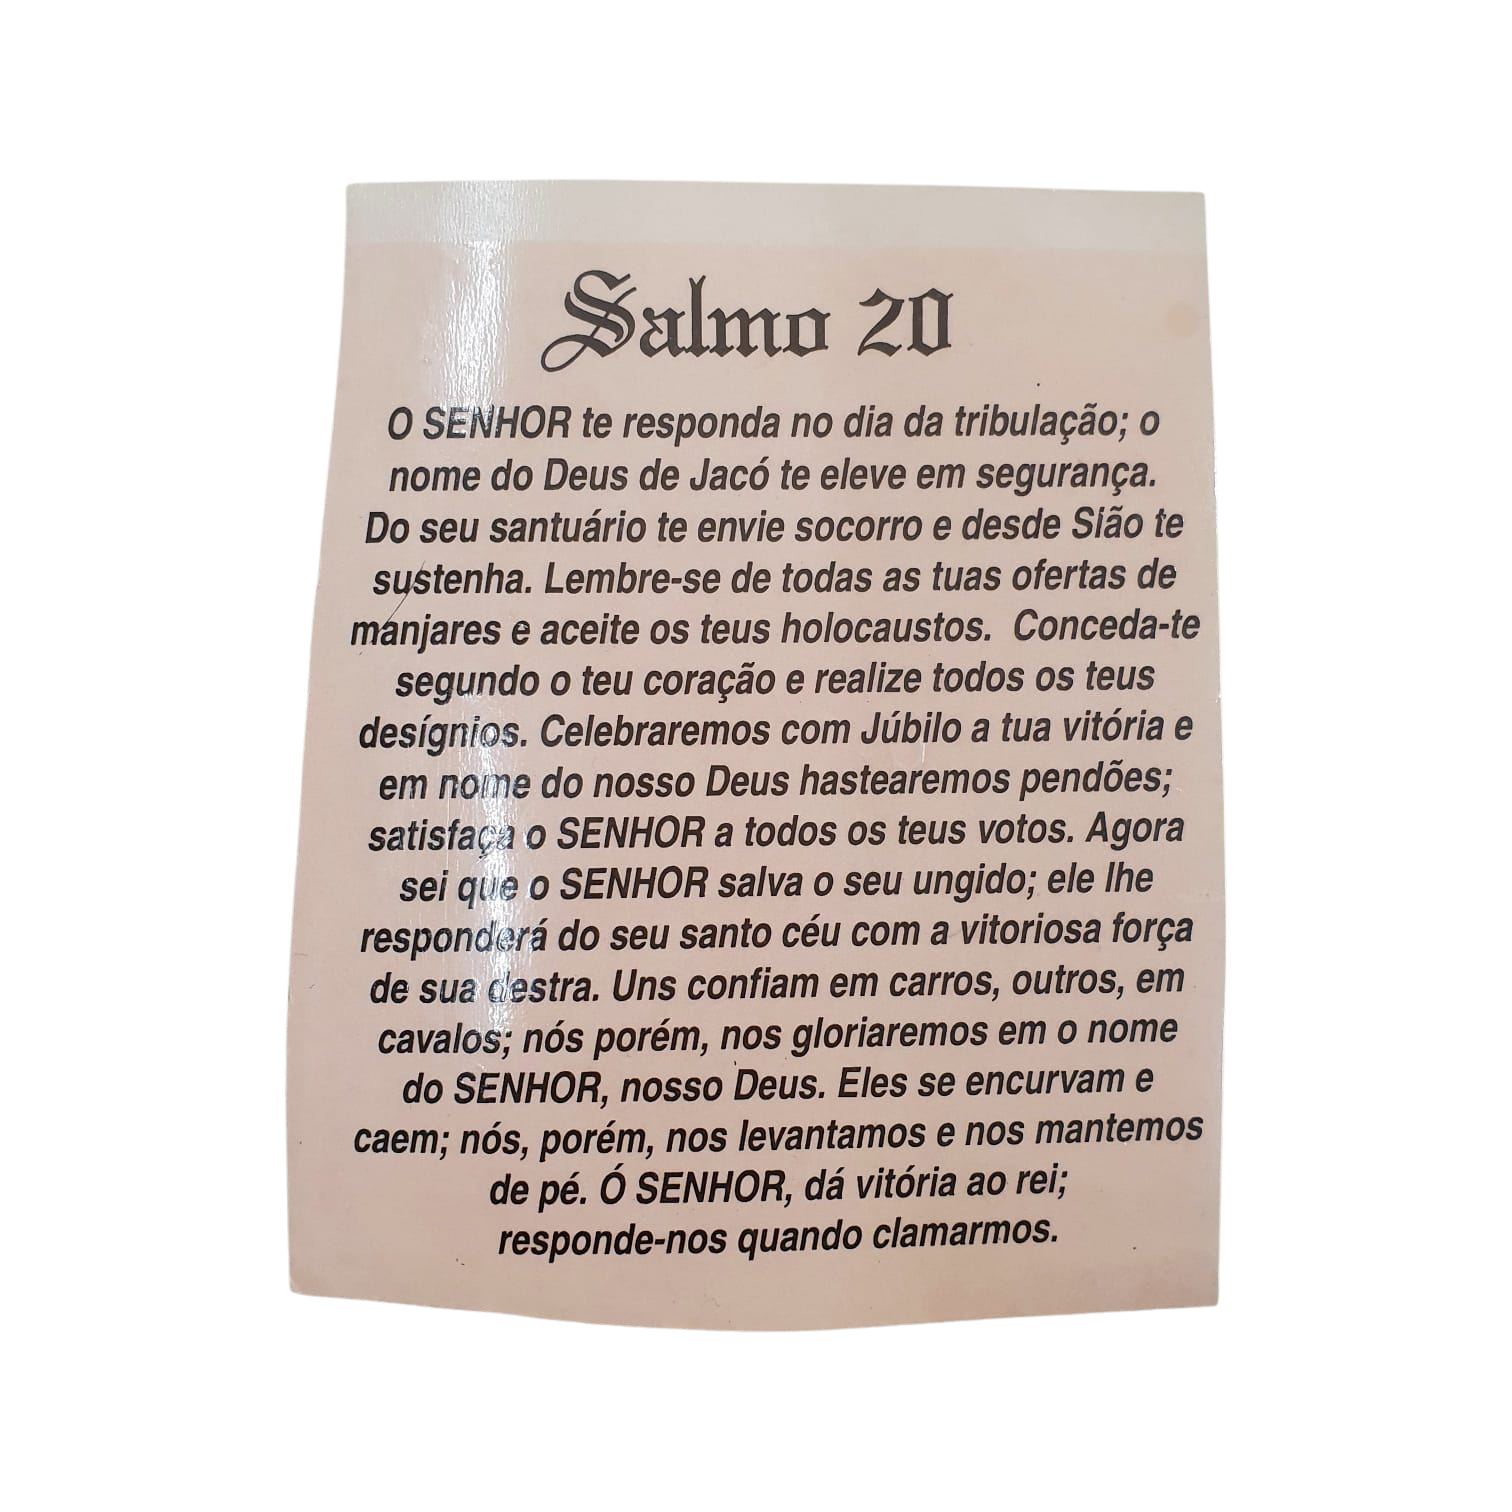 Salmo 20
O SENHOR te responda no dia da tribulação; o
nome do Deus de Jacó te eleve em segurança.
Do seu santuário te envie socorro e desde Sião te
sustenha. Lembre-se de todas as tuas ofertas de
manjares e aceite os teus holocaustos. Conceda-te
segundo o teu coração e realize todos os teus
desígnios. Celebraremos com Júbilo a tua vitória e
em nome do nosso Deus hastearemos pendões;
satisfaça o SENHOR a todos os teus votos. Agora
sei que o SENHOR salva o seu ungido; ele lhe
responderá do seu santo céu com a vitoriosa força
de sua destra. Uns confiam em carros, outros, em
cavalos; nós porém, nos gloriaremos em o nome
do SENHOR, nosso Deus. Eles se encurvam e
caem; nós, porém, nos levantamos e nos mantemos
de pé. Ó SENHOR, dá vitória ao rei;
responde-nos quando clamarmos.